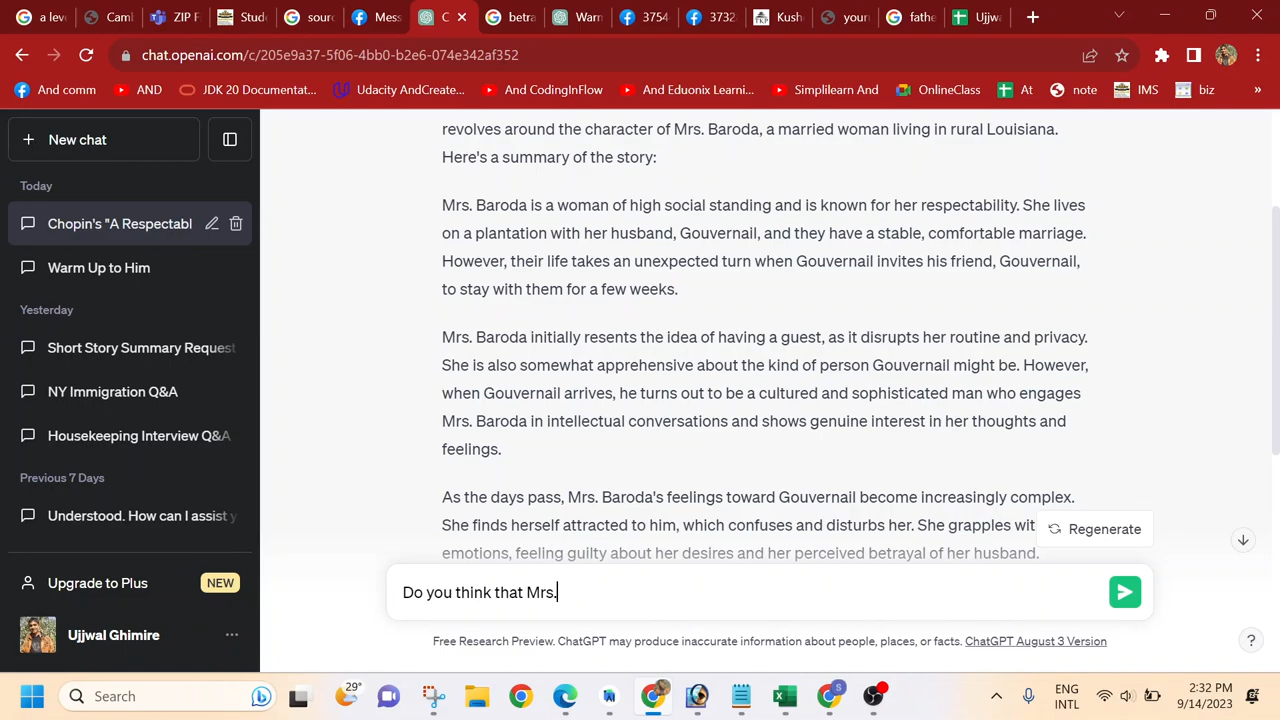 a leve
Camb
ZIP F
Stude
sourc
Mess
C
betra
Warn
3754
3732
Kush
your
fathe
Ujjwa
chat.openai.com/c/205e9a37-5f06-4bb0-b2e6-074e342af352
And comm
AND
JDK 20 Documentat...
Udacity AndCreate...
And CodingInFlow
And Eduonix Learni...
Simplilearn And
OnlineClass
At
note
IMS
biz
»
New chat
Today
Chopin's "A Respectabl
Warm Up to Him
Yesterday
Short Story Summary Request
NY Immigration Q&A
Housekeeping Interview Q&A
Previous 7 Days
Understood. How can I assist y
Upgrade to Plus
NEW
Ujjwal Ghimire
revolves around the character of Mrs. Baroda, a married woman living in rural Louisiana.
Here's a summary of the story:
Mrs. Baroda is a woman of high social standing and is known for her respectability. She lives
on a plantation with her husband, Gouvernail, and they have a stable, comfortable marriage.
However, their life takes an unexpected turn when Gouvernail invites his friend, Gouvernail,
to stay with them for a few weeks.
Mrs. Baroda initially resents the idea of having a guest, as it disrupts her routine and privacy.
She is also somewhat apprehensive about the kind of person Gouvernail might be. However,
when Gouvernail arrives, he turns out to be a cultured and sophisticated man who engages
Mrs. Baroda in intellectual conversations and shows genuine interest in her thoughts and
feelings.
As the days pass, Mrs. Baroda's feelings toward Gouvernail become increasingly complex.
She finds herself attracted to him, which confuses and disturbs her. She grapples wit
emotions, feeling guilty about her desires and her perceived betrayal of her husband.
Regenerate
Do you think that Mrs.
Free Research Preview. ChatGPT may produce inaccurate information about people, places, or facts. ChatGPT August 3 Version
?
Search
29°
ENG
INTL
2:32 PM
9/14/2023